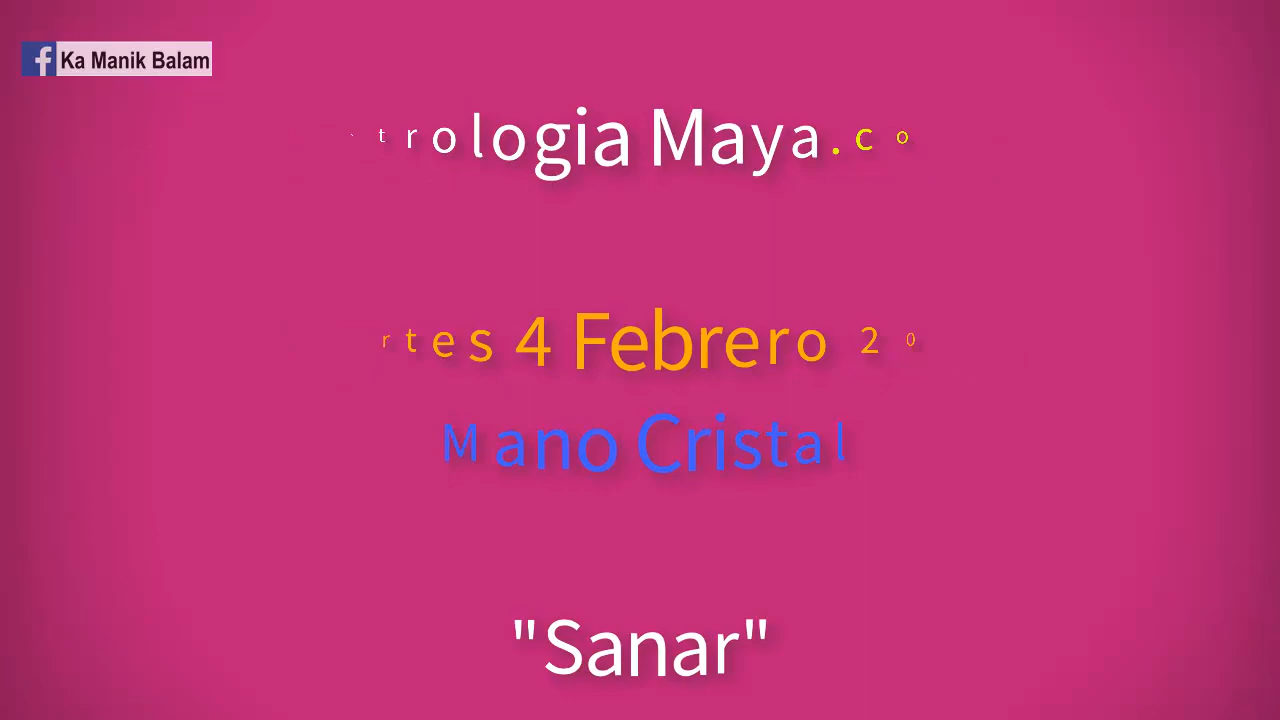 Ka Manik Balam
trologia Maya.co
rtes 4 Febrero 20
Mano Cristal
"Sanar"